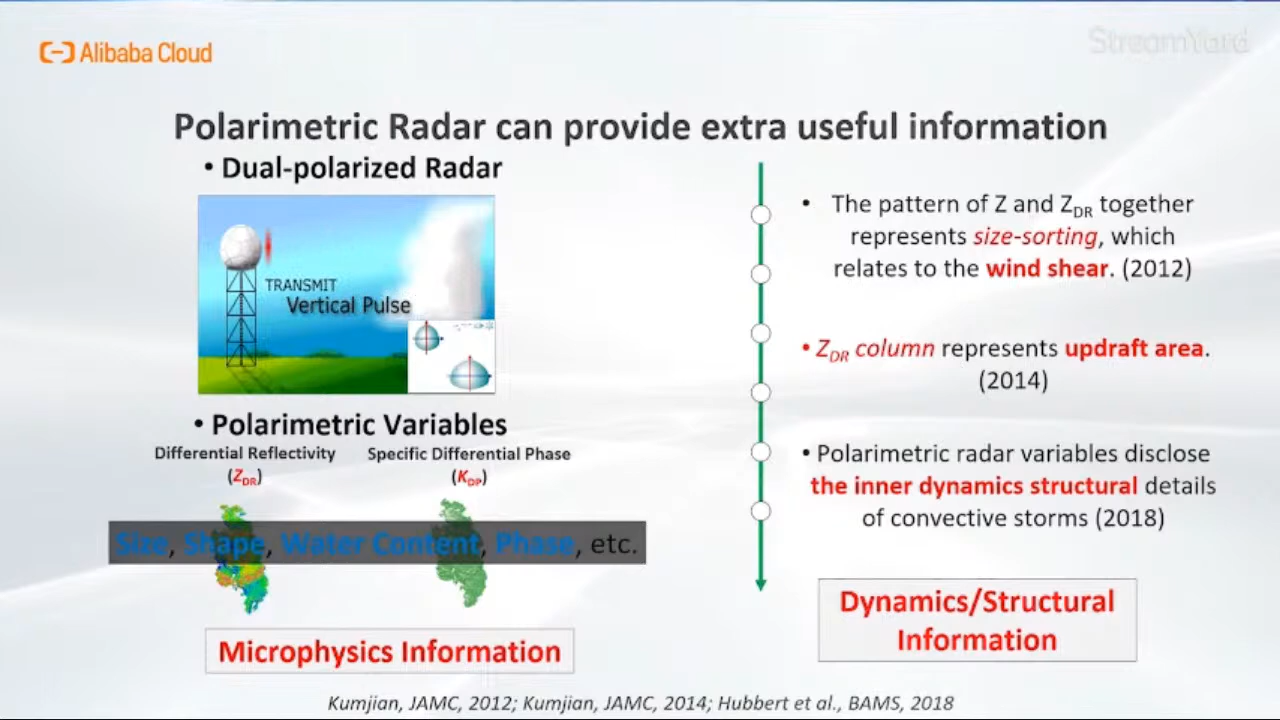 Alibaba Cloud
StreamYard
Polarimetric Radar can provide extra useful information
• Dual-polarized Radar
TRANSMIT
Vertical Pulse
• Polarimetric Variables
Differential Reflectivity
(ZDR)
Specific Differential Phase
(KDP)
Size, Shape, Water Content, Phase, etc.
Microphysics Information
• The pattern of Z and ZDR together
represents size-sorting, which
relates to the wind shear. (2012)
• ZDR column represents updraft area.
(2014)
• Polarimetric radar variables disclose
the inner dynamics structural details
of convective storms (2018)
Dynamics/Structural
Information
Kumjian, JAMC, 2012; Kumjian, JAMC, 2014; Hubbert et al., BAMS, 2018